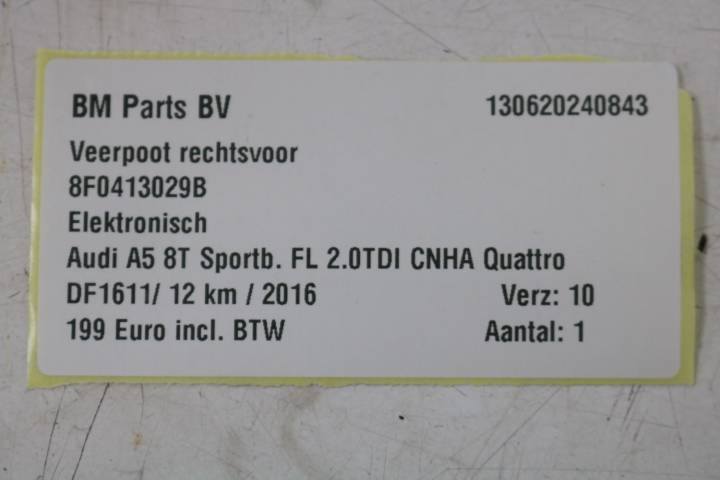 BM Parts BV 130620240843
Veerpoot rechtsvoor
8F0413029B
Elektronisch
Audi A5 8T Sportb. FL 2.0TDI CNHA Quattro
DF1611/ 12 km / 2016 Verz: 10
199 Euro incl. BTW Aantal: 1